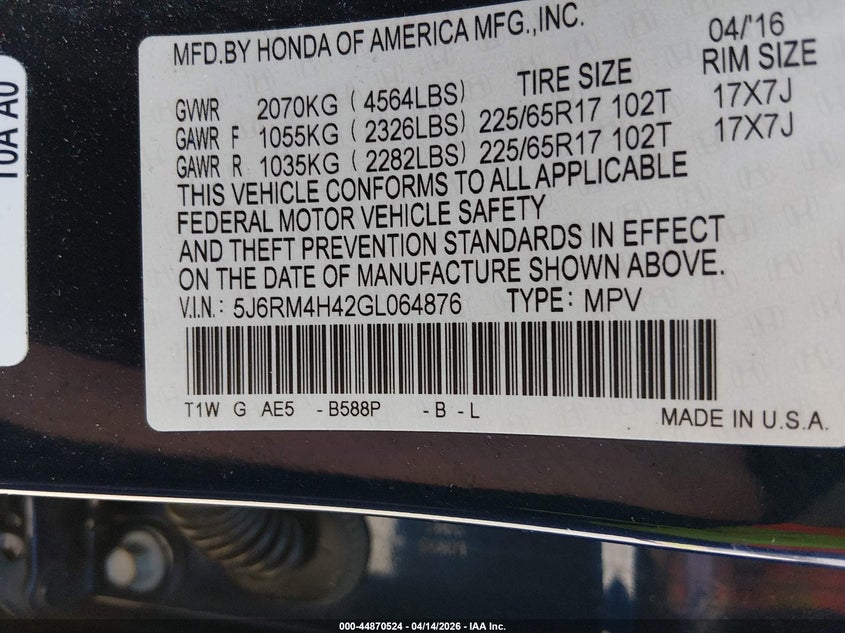 10A A0
MFD.BY HONDA OF AMERICA MFG.,INC. 04/'16
TIRE SIZE RIM SIZE
GVWR 2070KG ( 4564LBS)
GAWR F 1055KG ( 2326LBS) 225/65R17 102T 17X7J
GAWR R 1035KG ( 2282LBS) 225/65R17 102T 17X7J
THIS VEHICLE CONFORMS TO ALL APPLICABLE
FEDERAL MOTOR VEHICLE SAFETY
AND THEFT PREVENTION STANDARDS IN EFFECT
ON THE DATE OF MANUFACTURE SHOWN ABOVE.
V.I.N.: 5J6RM4H42GL064876 TYPE: MPV
T1W G AE5 - B588P - B - L
MADE IN U.S.A.
000-44870524 - 04/14/2026 - IAA Inc.